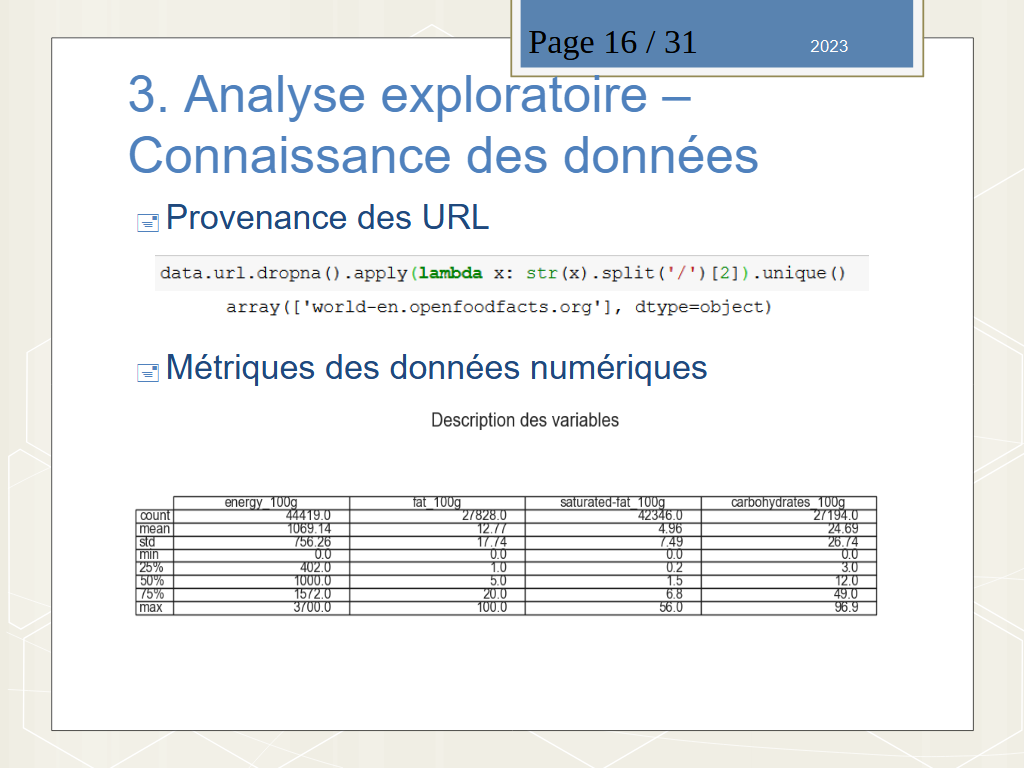 Page 16 / 31
2023
3. Analyse exploratoire –
Connaissance des données
Provenance des URL
data.url.dropna().apply(lambda x: str(x).split('/')[2]).unique()
array(['world-en.openfoodfacts.org'], dtype=object)
Métriques des données numériques
Description des variables
energy_100g fat_100g saturated-fat_100g carbohydrates_100g
count 44419.0 27828.0 42346.0 27194.0
mean 1069.14 12.77 4.96 24.69
std 756.26 17.74 7.49 26.74
min 0.0 0.0 0.0 0.0
25% 402.0 1.0 0.2 3.0
50% 1000.0 5.0 1.5 12.0
75% 1572.0 20.0 6.8 49.0
max 3700.0 100.0 56.0 96.9